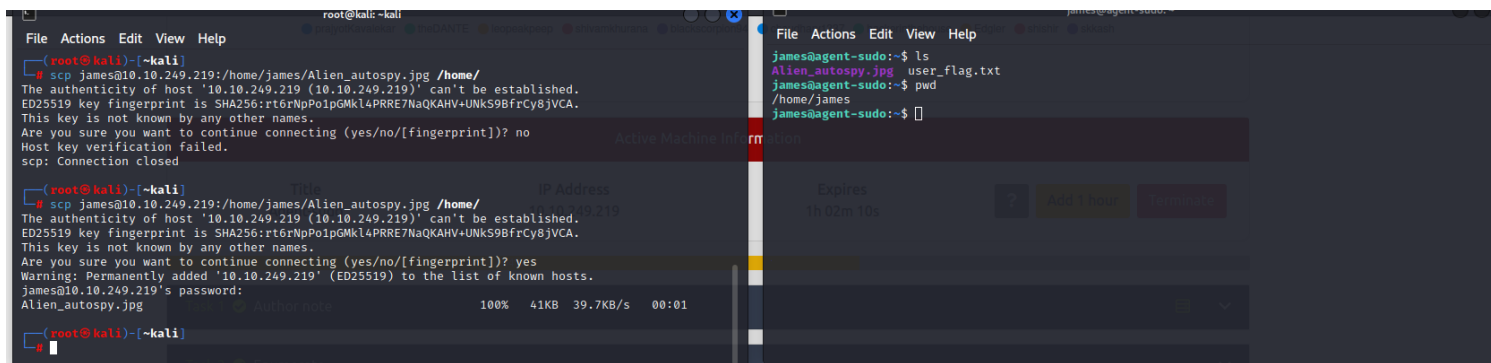 root@kali: ~kali
File Actions Edit View Help
┌──(root㉿kali)-[~kali]
└─# scp james@10.10.249.219:/home/james/Alien_autospy.jpg /home/
The authenticity of host '10.10.249.219 (10.10.249.219)' can't be established.
ED25519 key fingerprint is SHA256:rt6rNpPo1pGMkl4PRRE7NaQKAHV+UNkS9BfrCy8jVCA.
This key is not known by any other names.
Are you sure you want to continue connecting (yes/no/[fingerprint])? no
Host key verification failed.
scp: Connection closed
┌──(root㉿kali)-[~kali]
└─# scp james@10.10.249.219:/home/james/Alien_autospy.jpg /home/
The authenticity of host '10.10.249.219 (10.10.249.219)' can't be established.
ED25519 key fingerprint is SHA256:rt6rNpPo1pGMkl4PRRE7NaQKAHV+UNkS9BfrCy8jVCA.
This key is not known by any other names.
Are you sure you want to continue connecting (yes/no/[fingerprint])? yes
Warning: Permanently added '10.10.249.219' (ED25519) to the list of known hosts.
james@10.10.249.219's password:
Alien_autospy.jpg 100% 41KB 39.7KB/s 00:01
┌──(root㉿kali)-[~kali]
└─#
james@agent-sudo: ~
File Actions Edit View Help
james@agent-sudo:~$ ls
Alien_autospy.jpg user_flag.txt
james@agent-sudo:~$ pwd
/home/james
james@agent-sudo:~$
Active Machine Information
Title
IP Address
10.10.249.219
Expires
1h 02m 10s
?
Add 1 hour
Terminate
Author note